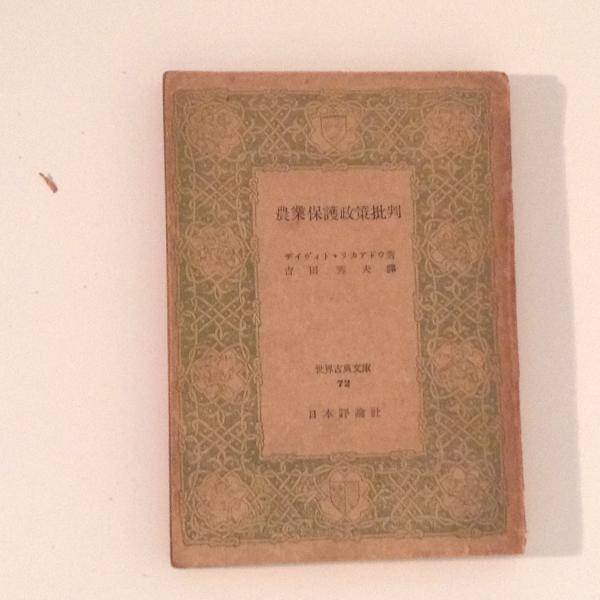 農業保護政策批判
デイヴィド・リカアドウ著
吉田秀夫譯
世界古典文庫
72
日本評論社